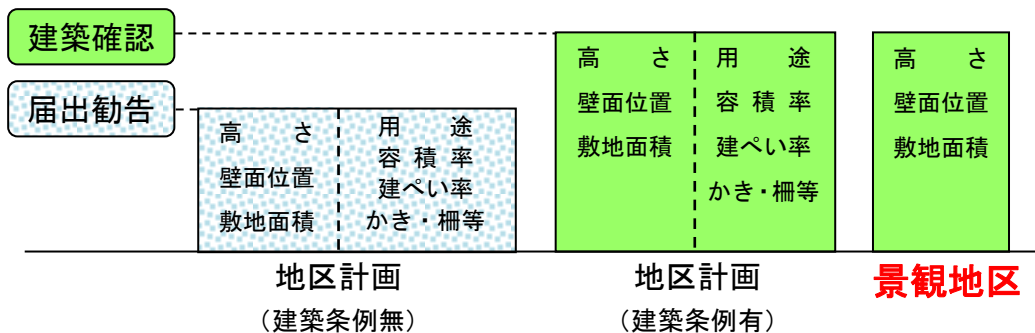 建築確認
届出勧告
高さ
壁面位置
敷地面積
用途
容積率
建ぺい率
かき・柵等
地区計画
（建築条例無）
高さ
壁面位置
敷地面積
用途
容積率
建ぺい率
かき・柵等
地区計画
（建築条例有）
高さ
壁面位置
敷地面積
景観地区